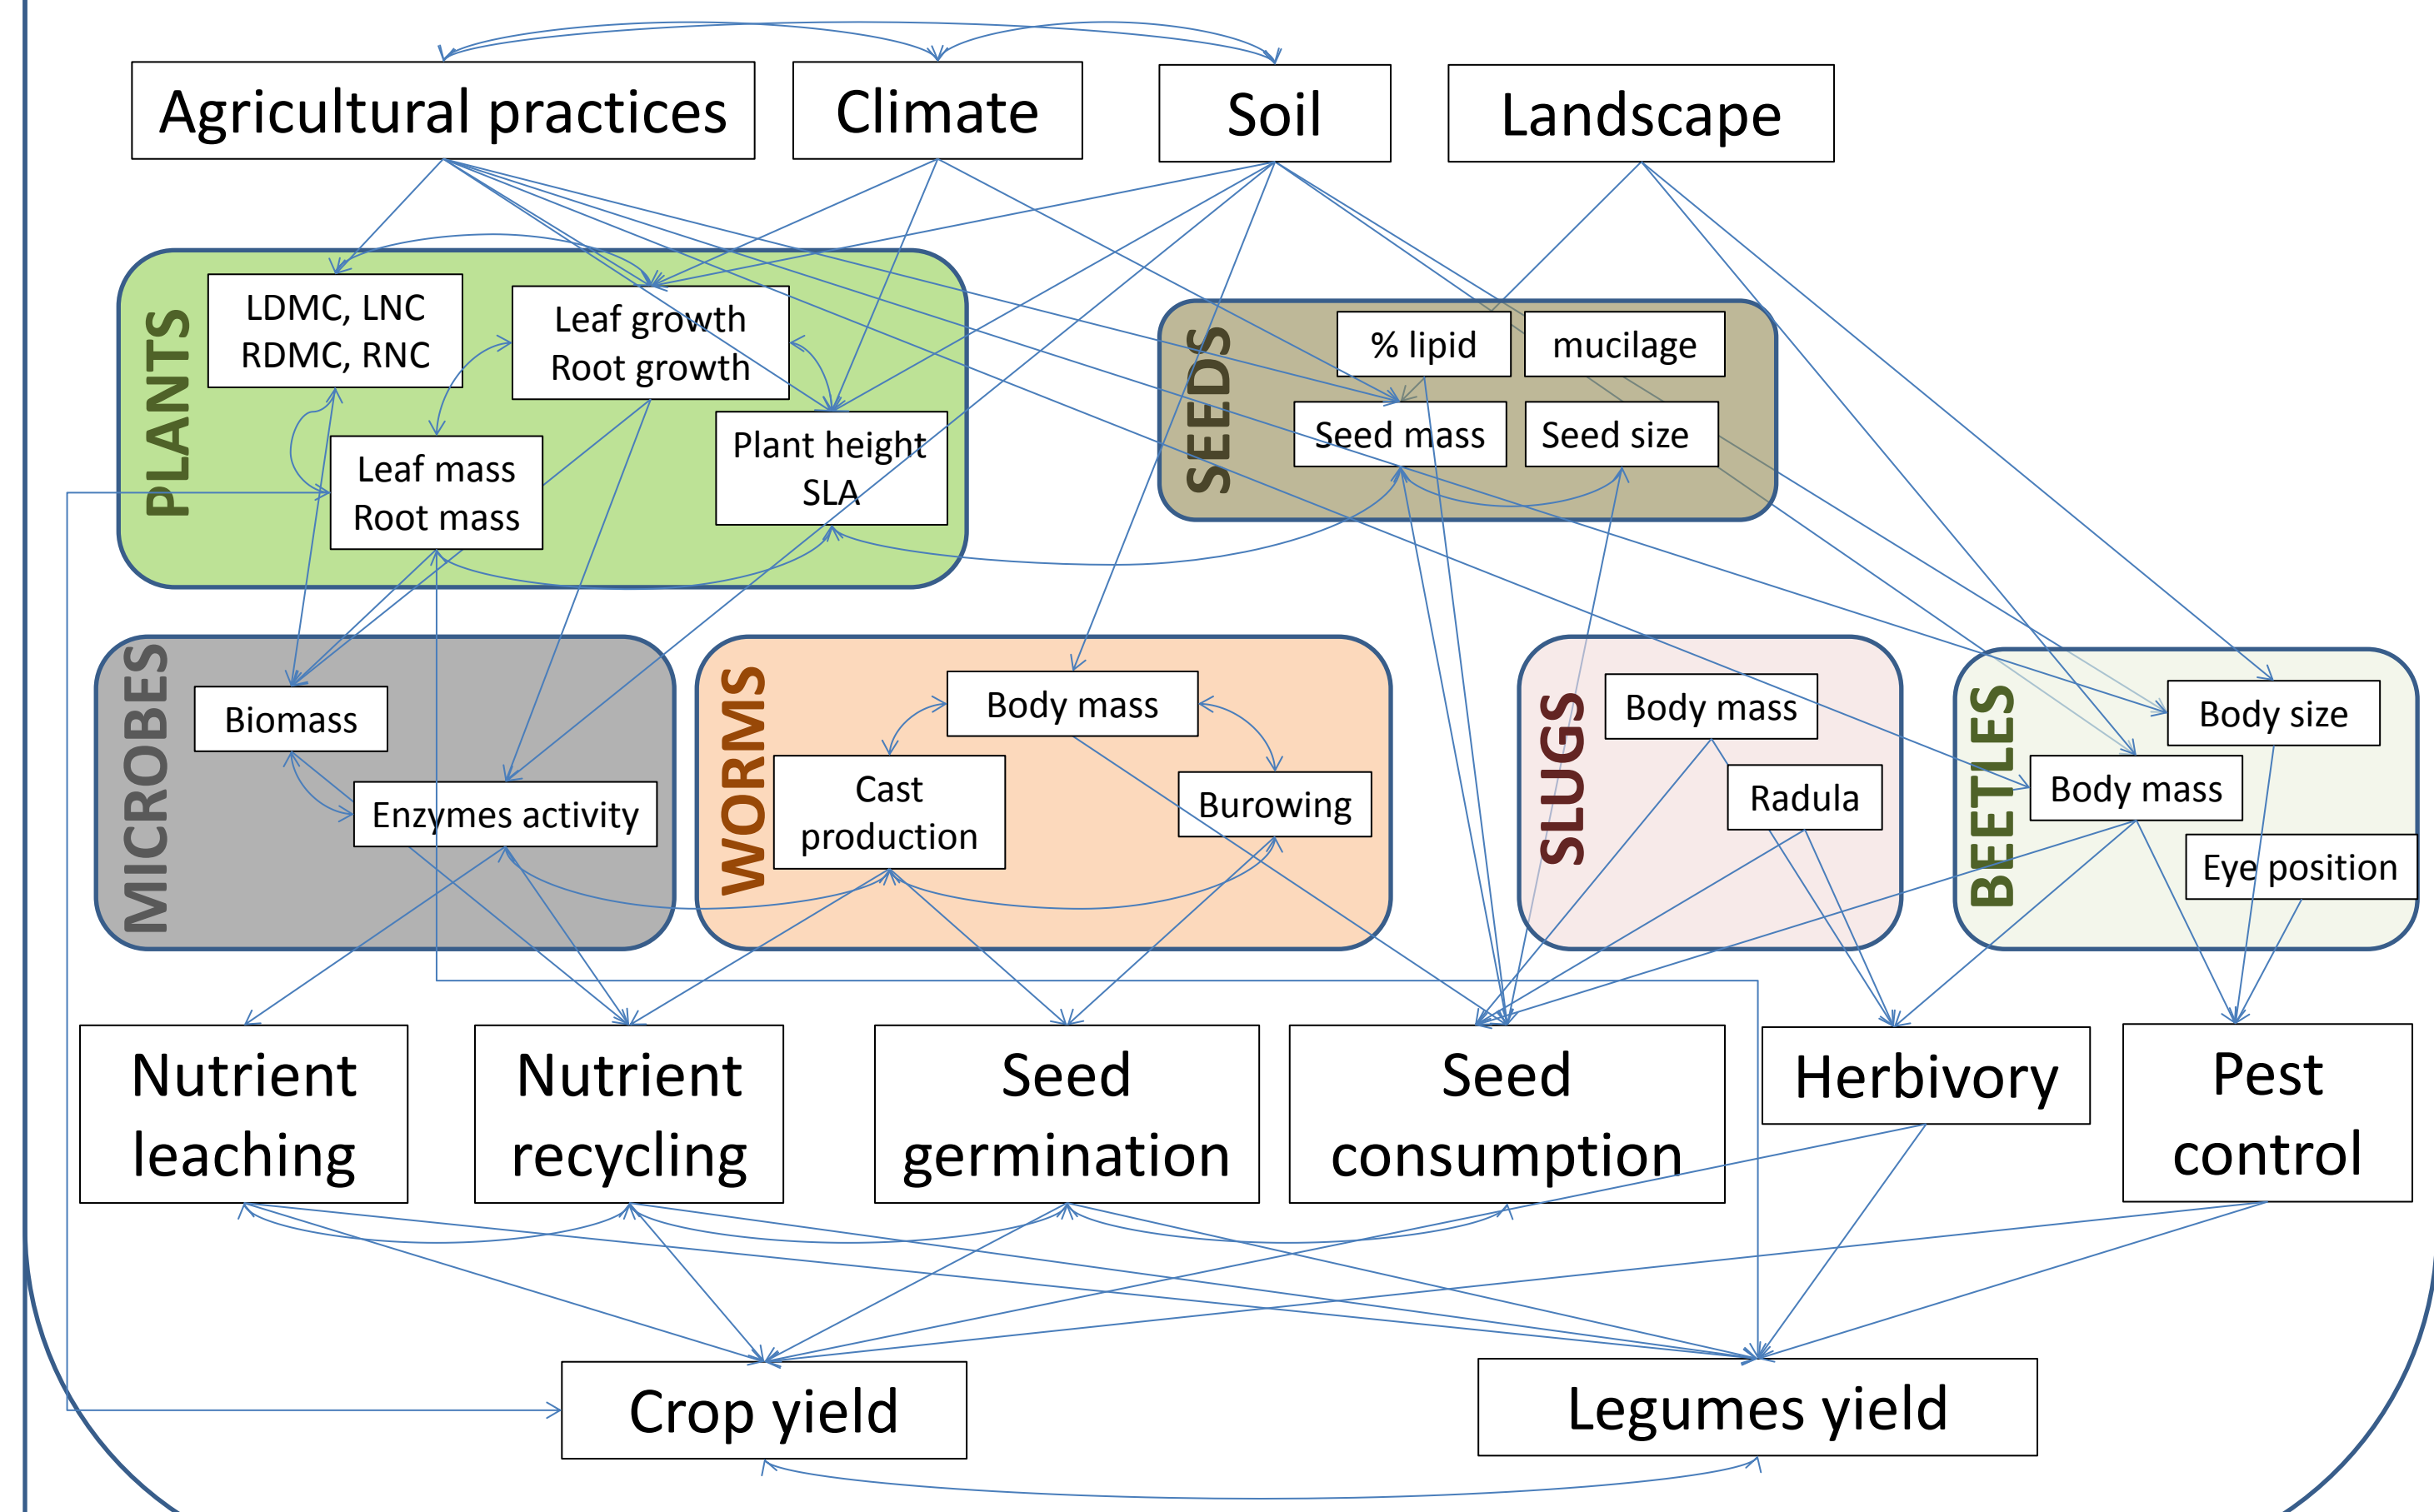 Agricultural practices
Climate
Soil
Landscape
PLANTS
LDMC, LNC
RDMC, RNC
Leaf growth
Root growth
Leaf mass
Root mass
Plant height
SLA
SEEDS
% lipid
mucilage
Seed mass
Seed size
MICROBES
Biomass
Enzymes activity
WORMS
Body mass
Cast
production
Burowing
SLUGS
Body mass
Radula
BEETLES
Body size
Body mass
Eye position
Nutrient
leaching
Nutrient
recycling
Seed
germination
Seed
consumption
Herbivory
Pest
control
Crop yield
Legumes yield